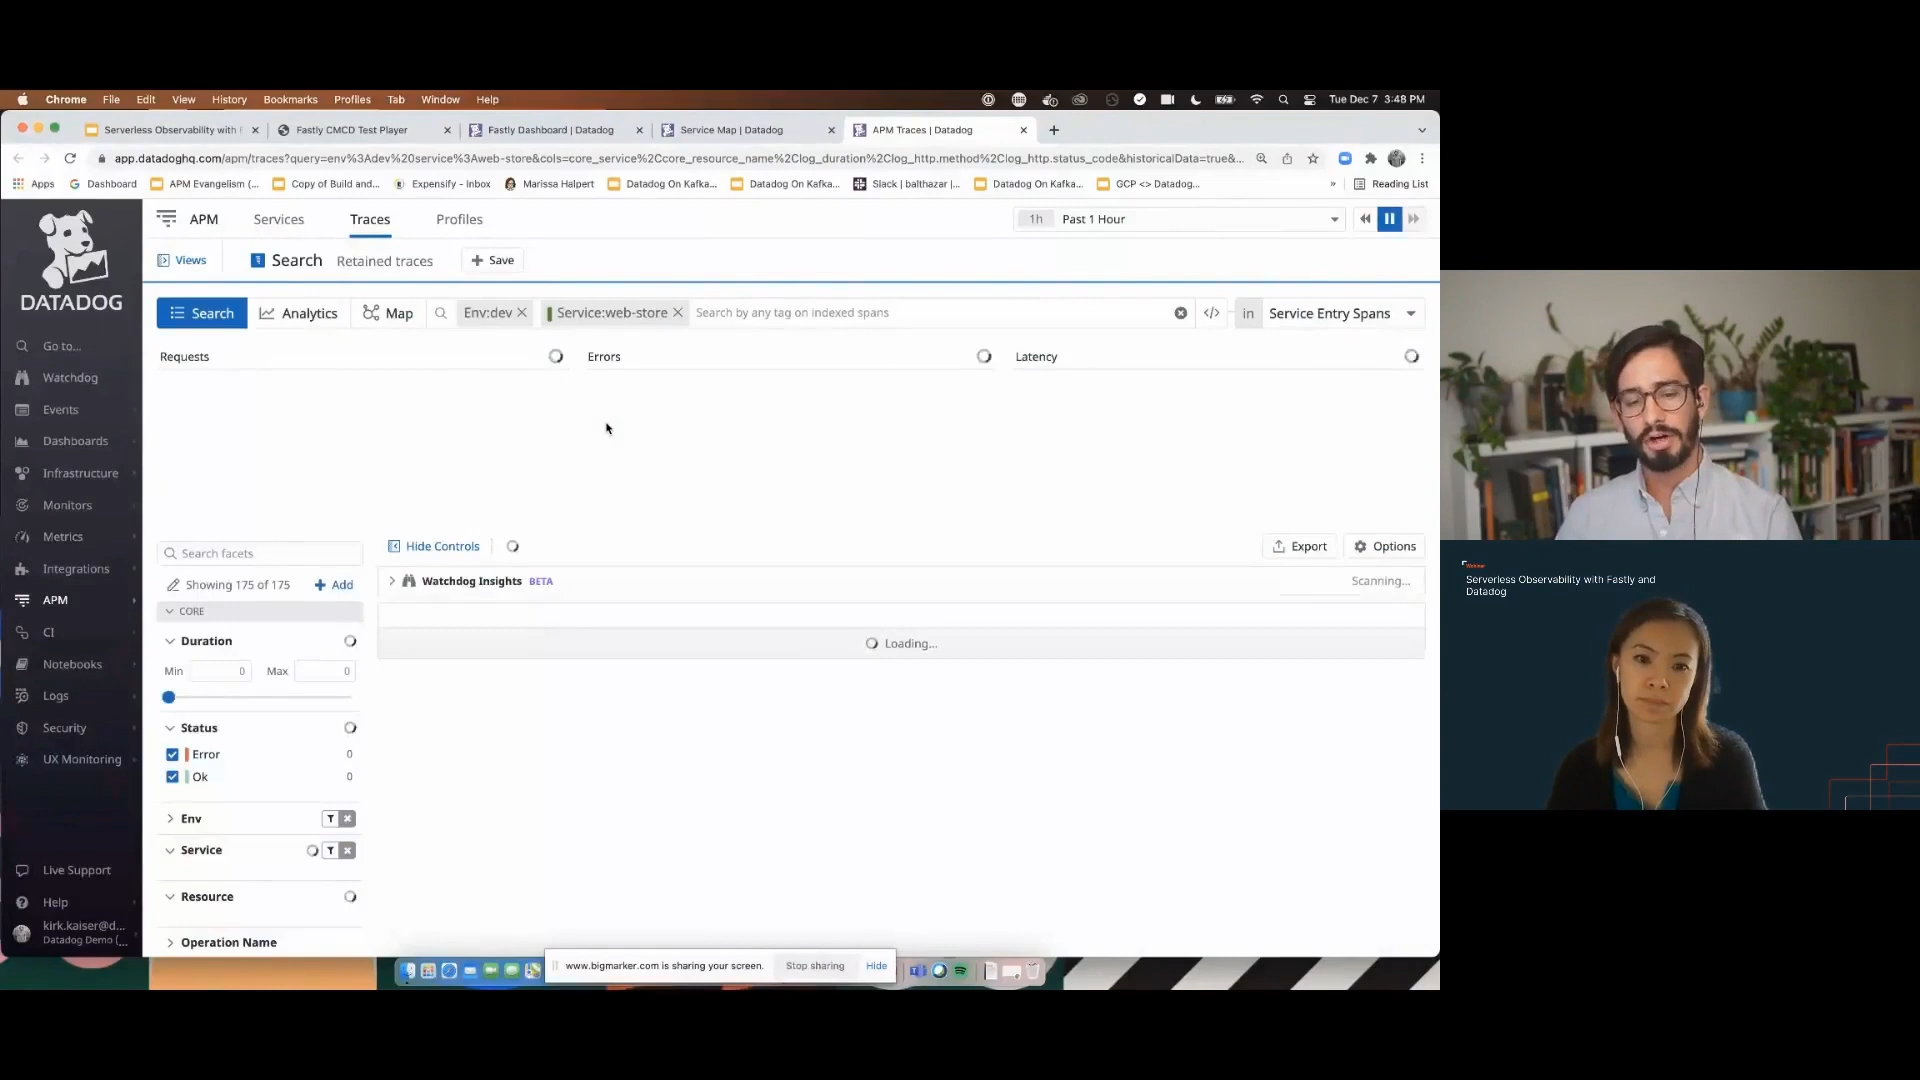 Chrome File Edit View History Bookmarks Profiles Tab Window Help
Tue Dec 7 3:48 PM
Serverless Observability with F
Fastly CMCD Test Player
Fastly Dashboard | Datadog
Service Map | Datadog
APM Traces | Datadog
app.datadoghq.com/apm/traces?query=env%3Adev%20service%3Aweb-store&cols=core_service%2Ccore_resource_name%2Clog_duration%2Clog_http.method%2Clog_http.status_code&historicalData=true&...
Apps Dashboard APM Evangelism (... Copy of Build and... Expensify - Inbox Marissa Halpert Datadog On Kafka... Datadog On Kafka... Slack | balthazar |... Datadog On Kafka... GCP <> Datadog... » Reading List
DATADOG
Go to...
Watchdog
Events
Dashboards
Infrastructure
Monitors
Metrics
Integrations
APM
CI
Notebooks
Logs
Security
UX Monitoring
Live Support
Help
kirk.kaiser@d...
Datadog Demo (...
APM Services Traces Profiles
1h Past 1 Hour
Views Search Retained traces + Save
Search Analytics Map Env:dev Service:web-store Search by any tag on indexed spans </> in Service Entry Spans
Requests Errors Latency
Search facets
Showing 175 of 175 + Add
CORE
Duration
Min 0 Max 0
Status
Error 0
Ok 0
Env
Service
Resource
Operation Name
Hide Controls Export Options
Watchdog Insights BETA Scanning...
Loading...
www.bigmarker.com is sharing your screen. Stop sharing Hide
Webinar
Serverless Observability with Fastly and
Datadog